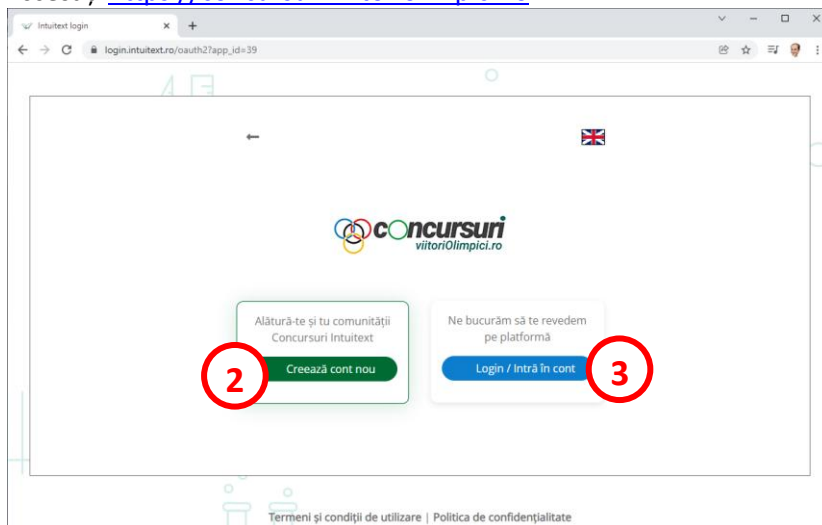 Intuitext login
login.intuitext.ro/oauth2?app_id=39
concursuri
viitoriOlimpici.ro
Alătură-te și tu comunității
Concursuri Intuitext
Creează cont nou
2
Ne bucurăm să te revedem
pe platformă
Login / Intră în cont
3
Termeni și condiții de utilizare | Politica de confidențialitate